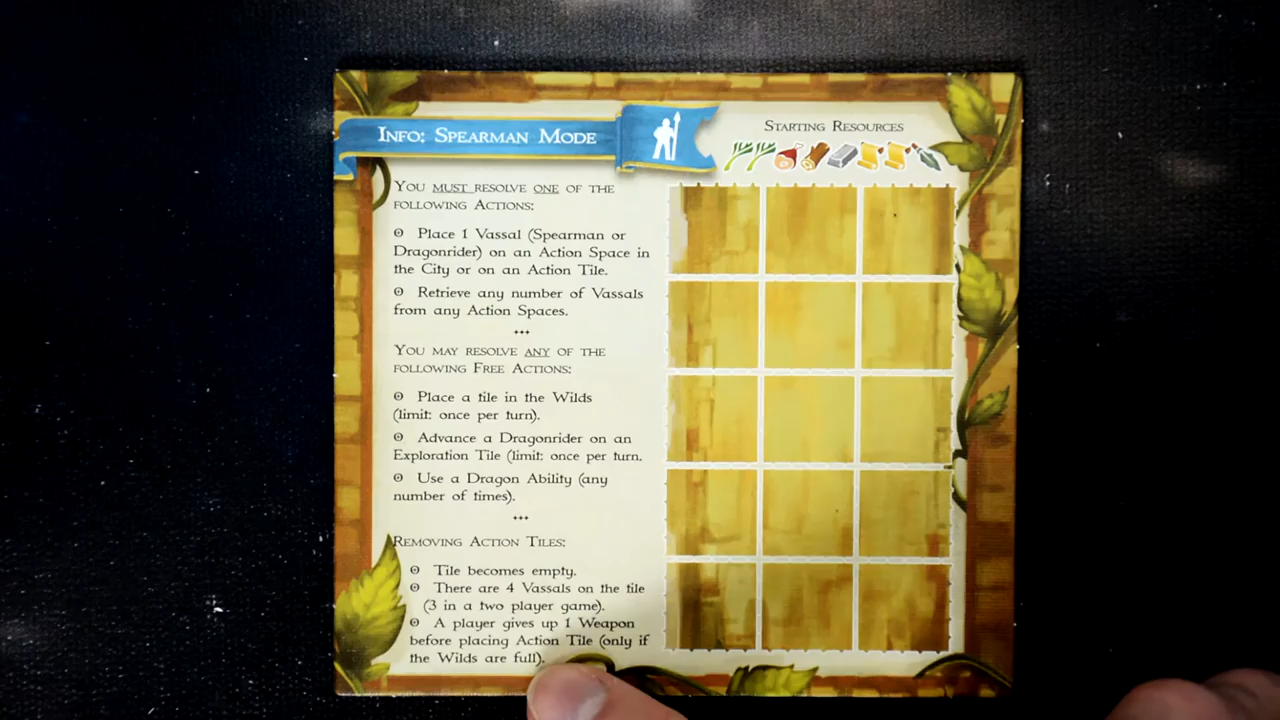 Info: Spearman Mode
Starting Resources
You must resolve one of the
following Actions:
Place 1 Vassal (Spearman or
Dragonrider) on an Action Space in
the City or on an Action Tile.
Retrieve any number of Vassals
from any Action Spaces.
You may resolve any of the
following Free Actions:
Place a tile in the Wilds
(limit: once per turn).
Advance a Dragonrider on an
Exploration Tile (limit: once per turn.
Use a Dragon Ability (any
number of times).
Removing Action Tiles:
Tile becomes empty.
There are 4 Vassals on the tile
(3 in a two player game).
A player gives up 1 Weapon
before placing Action Tile (only if
the Wilds are full).